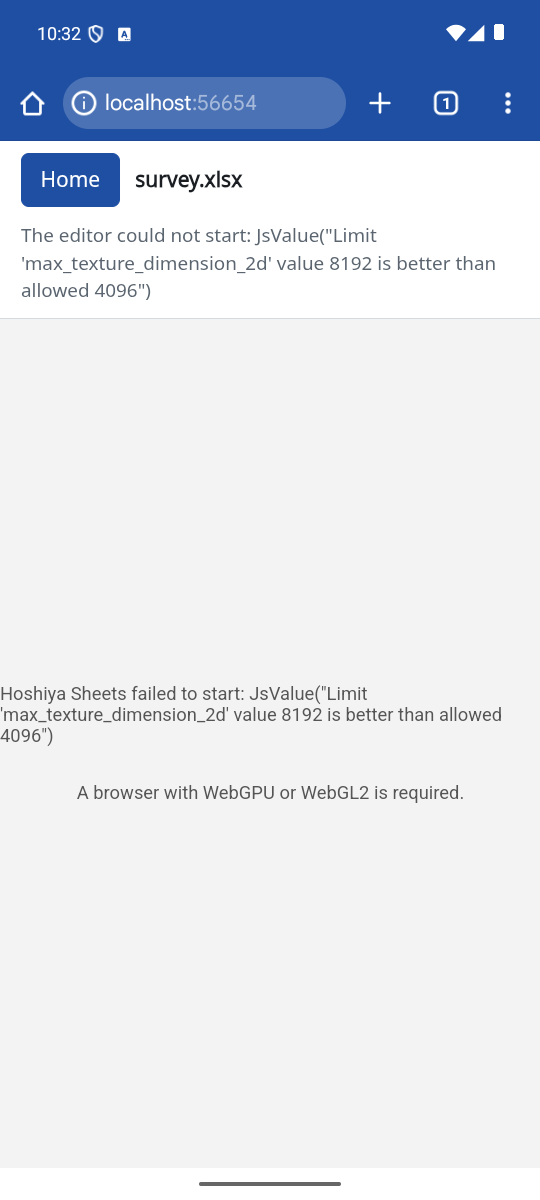 10:32
A
localhost:56654
1
Home survey.xlsx
The editor could not start: JsValue("Limit
'max_texture_dimension_2d' value 8192 is better than
allowed 4096")
Hoshiya Sheets failed to start: JsValue("Limit
'max_texture_dimension_2d' value 8192 is better than allowed
4096")
A browser with WebGPU or WebGL2 is required.